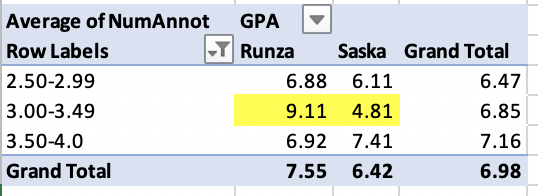 Average of NumAnnot GPA
Row Labels Runza Saska Grand Total
2.50-2.99 6.88 6.11 6.47
3.00-3.49 9.11 4.81 6.85
3.50-4.0 6.92 7.41 7.16
Grand Total 7.55 6.42 6.98